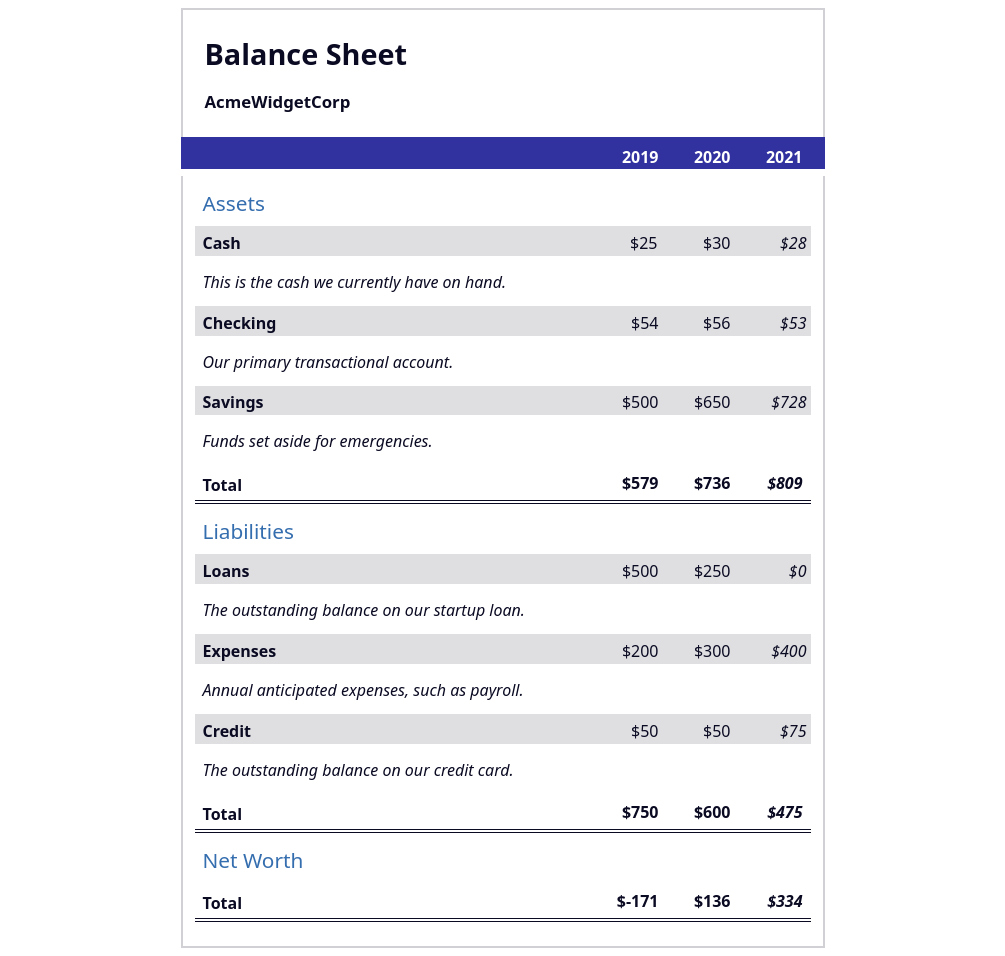 Balance Sheet
AcmeWidgetCorp
2019 2020 2021
Assets
Cash $25 $30 $28
This is the cash we currently have on hand.
Checking $54 $56 $53
Our primary transactional account.
Savings $500 $650 $728
Funds set aside for emergencies.
Total $579 $736 $809
Liabilities
Loans $500 $250 $0
The outstanding balance on our startup loan.
Expenses $200 $300 $400
Annual anticipated expenses, such as payroll.
Credit $50 $50 $75
The outstanding balance on our credit card.
Total $750 $600 $475
Net Worth
Total $-171 $136 $334